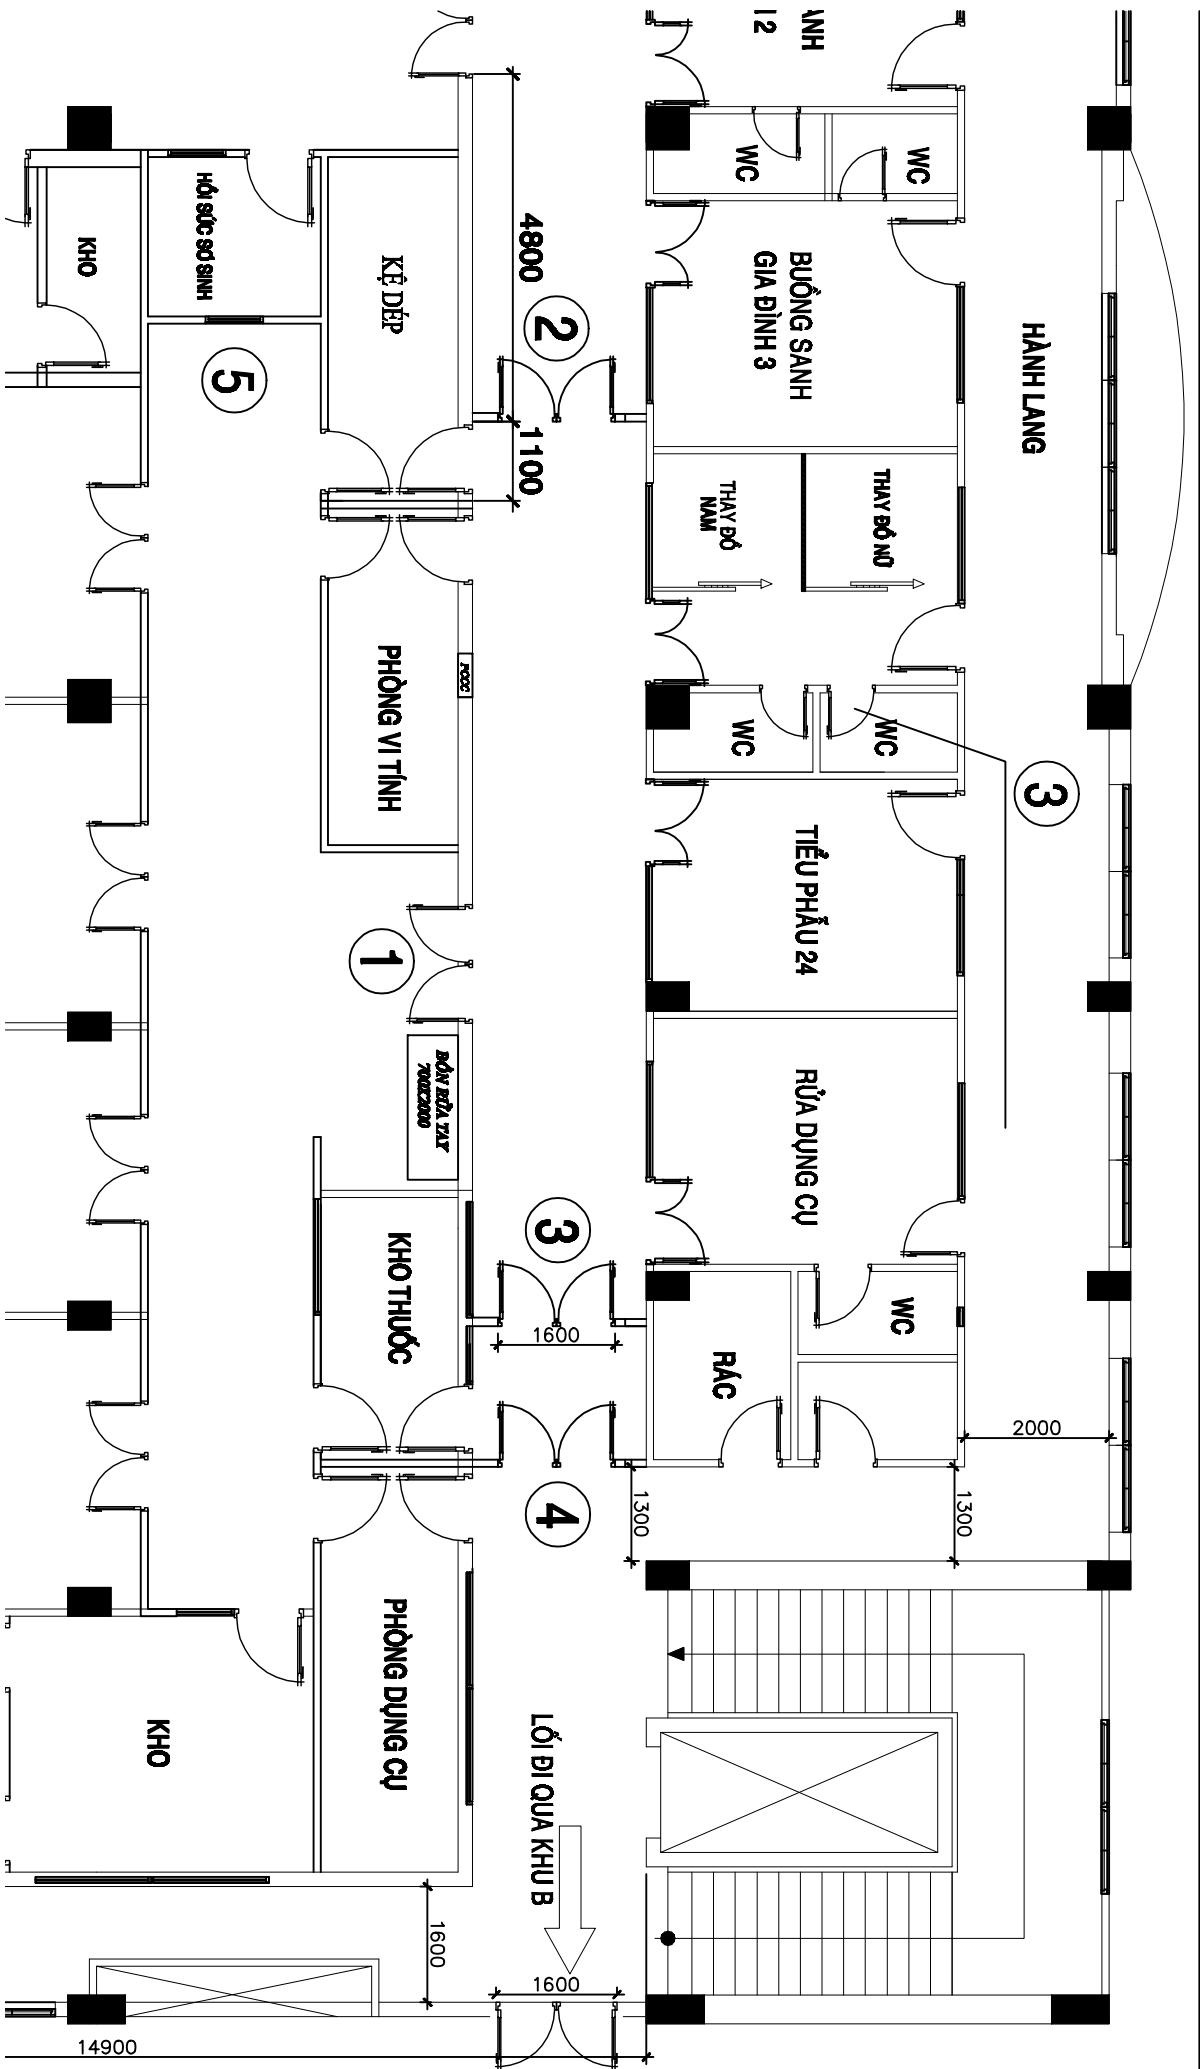 ANH
I 2
WC
WC
BUỒNG SANH
GIA ĐÌNH 3
HÀNH LANG
THAY ĐỒ NỮ
THAY ĐỒ
NAM
WC
WC
3
TIỂU PHẪU 24
RỬA DỤNG CỤ
WC
RÁC
2000
1300
1300
4800
2
1100
KỆ DÉP
HỒI SỨC SƠ SINH
KHO
5
PHÒNG VI TÍNH
PCCC
1
BỒN RỬA TAY
700X2000
3
1600
KHO THUỐC
4
PHÒNG DỤNG CỤ
KHO
LỐI ĐI QUA KHU B
1600
1600
14900